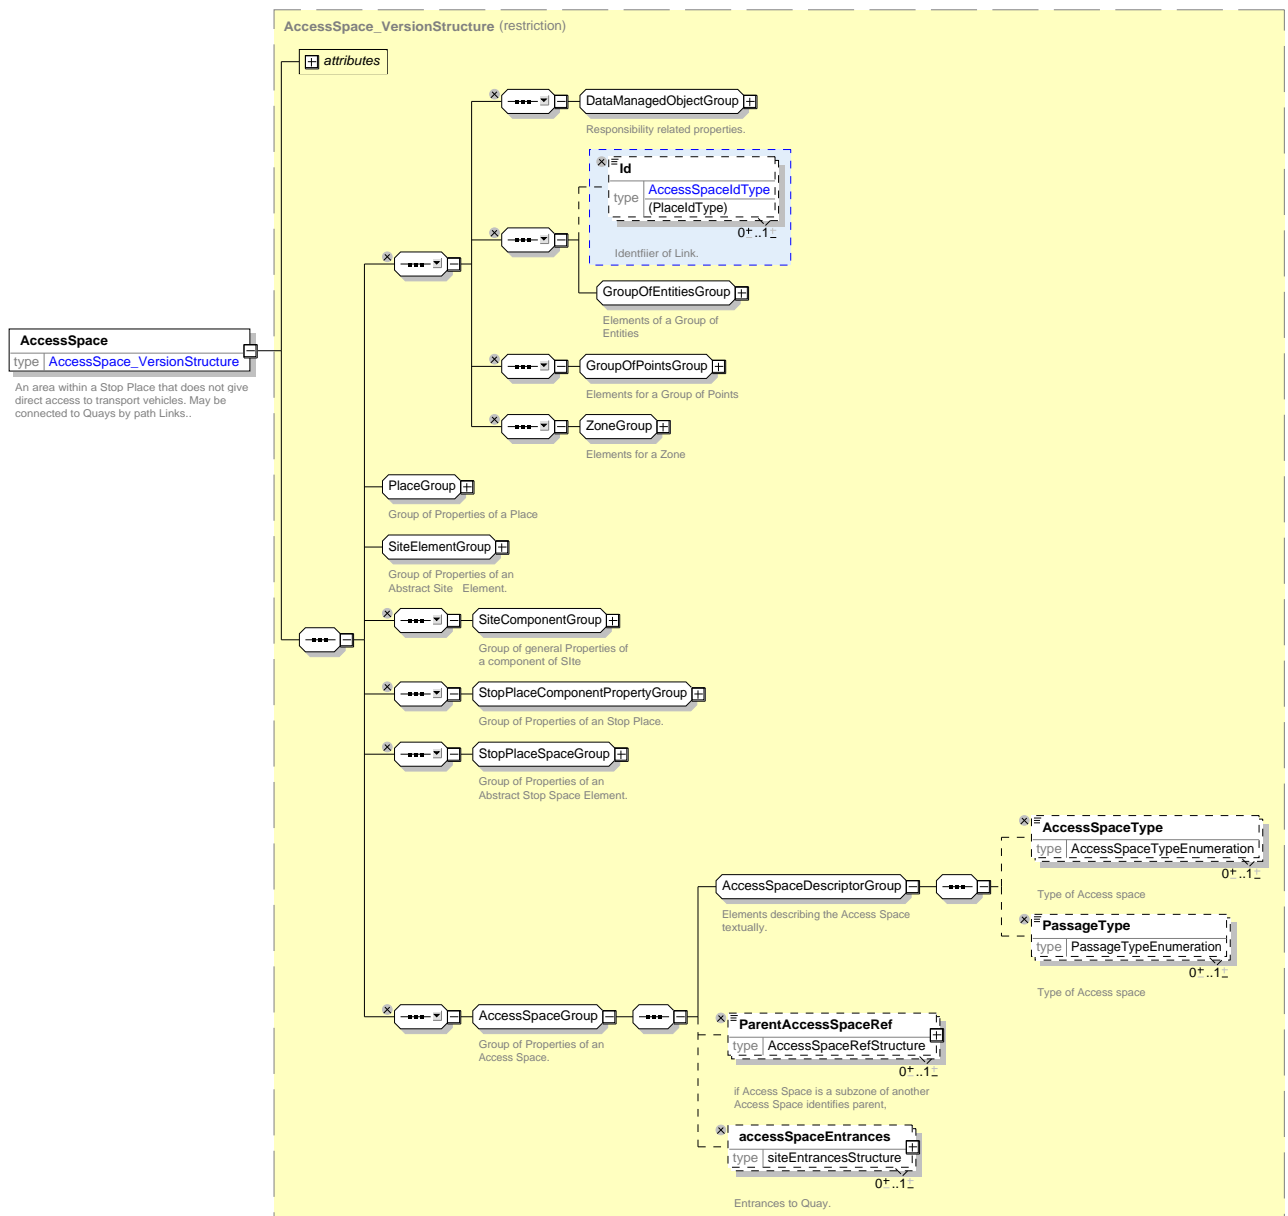 AccessSpace_VersionStructure (restriction)
attributes
DataManagedObjectGroup
Responsibility related properties.
Id
type AccessSpaceIdType
(PlaceIdType)
0±..1±
Identfiier of Link.
GroupOfEntitiesGroup
Elements of a Group of
Entities
AccessSpace
type AccessSpace_VersionStructure
An area within a Stop Place that does not give
direct access to transport vehicles. May be
connected to Quays by path Links..
GroupOfPointsGroup
Elements for a Group of Points
ZoneGroup
Elements for a Zone
PlaceGroup
Group of Properties of a Place
SiteElementGroup
Group of Properties of an
Abstract Site Element.
SiteComponentGroup
Group of general Properties of
a component of SIte
StopPlaceComponentPropertyGroup
Group of Properties of an Stop Place.
StopPlaceSpaceGroup
Group of Properties of an
Abstract Stop Space Element.
AccessSpaceType
type AccessSpaceTypeEnumeration
0±..1±
Type of Access space
AccessSpaceDescriptorGroup
Elements describing the Access Space
textually.
PassageType
type PassageTypeEnumeration
0±..1±
Type of Access space
AccessSpaceGroup
Group of Properties of an
Access Space.
ParentAccessSpaceRef
type AccessSpaceRefStructure
0±..1±
if Access Space is a subzone of another
Access Space identifies parent,
accessSpaceEntrances
type siteEntrancesStructure
0±..1±
Entrances to Quay.